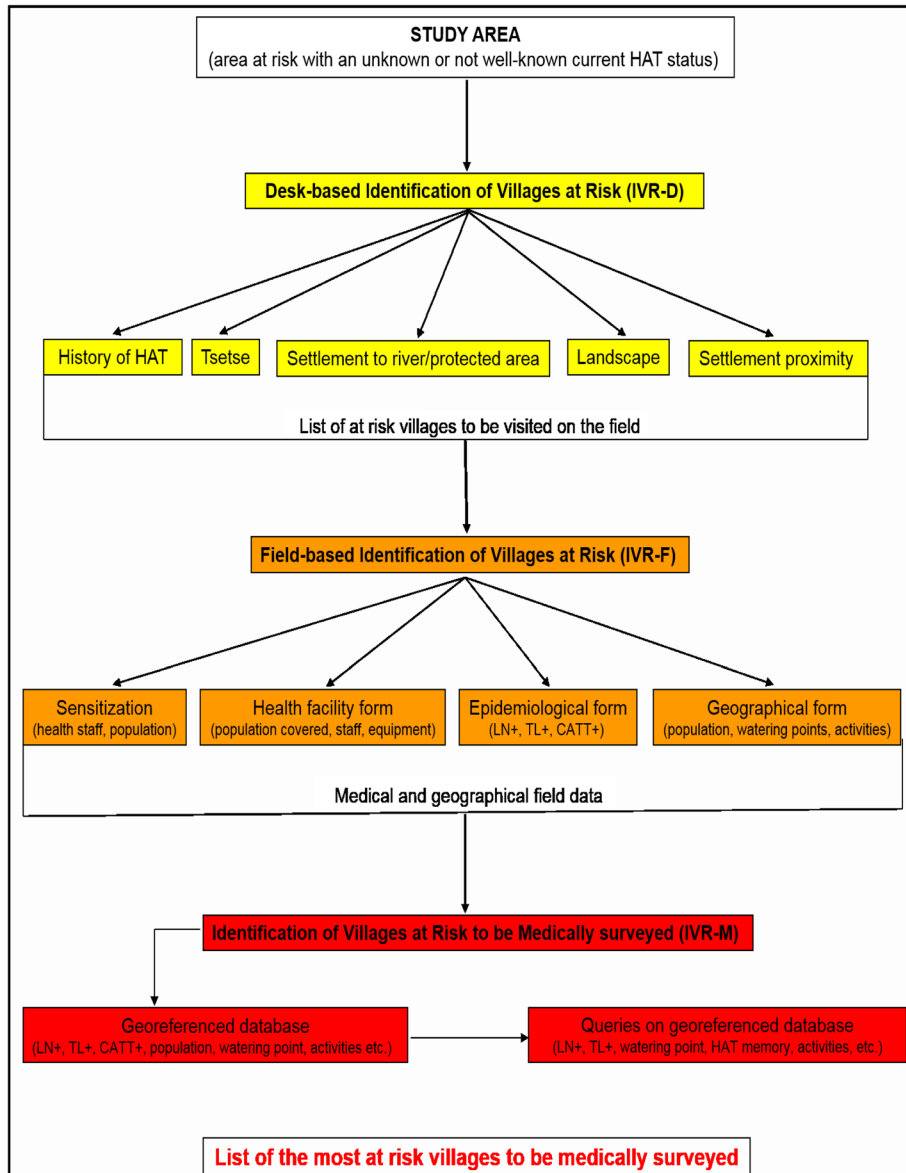 STUDY AREA
(area at risk with an unknown or not well-known current HAT status)
Desk-based Identification of Villages at Risk (IVR-D)
History of HAT
Tsetse
Settlement to river/protected area
Landscape
Settlement proximity
List of at risk villages to be visited on the field
Field-based Identification of Villages at Risk (IVR-F)
Sensitization
(health staff, population)
Health facility form
(population covered, staff, equipment)
Epidemiological form
(LN+, TL+, CATT+)
Geographical form
(population, watering points, activities)
Medical and geographical field data
Identification of Villages at Risk to be Medically surveyed (IVR-M)
Georeferenced database
(LN+, TL+, CATT+, population, watering point, activities etc.)
Queries on georeferenced database
(LN+, TL+, watering point, HAT memory, activities, etc.)
List of the most at risk villages to be medically surveyed